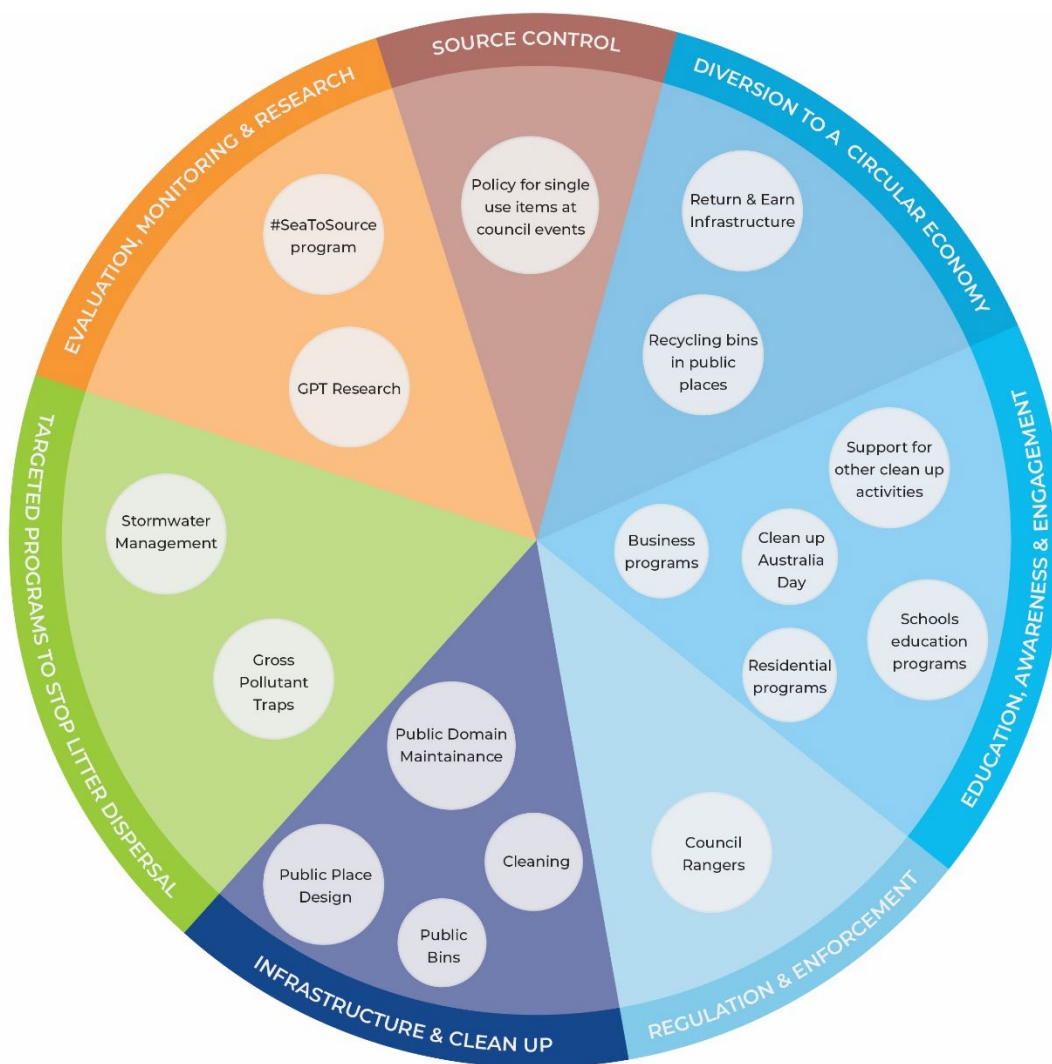 SOURCE CONTROL
Policy for single
use items at
council events
DIVERSION TO A CIRCULAR ECONOMY
Return & Earn
Infrastructure
Recycling bins
in public
places
EDUCATION, AWARENESS & ENGAGEMENT
Support for
other clean up
activities
Business
programs
Clean up
Australia
Day
Schools
education
programs
Residential
programs
REGULATION & ENFORCEMENT
Council
Rangers
INFRASTRUCTURE & CLEAN UP
Public Domain
Maintainance
Cleaning
Public Place
Design
Public
Bins
TARGETED PROGRAMS TO STOP LITTER DISPERSAL
Stormwater
Management
Gross
Pollutant
Traps
EVALUATION, MONITORING & RESEARCH
#SeaToSource
program
GPT Research